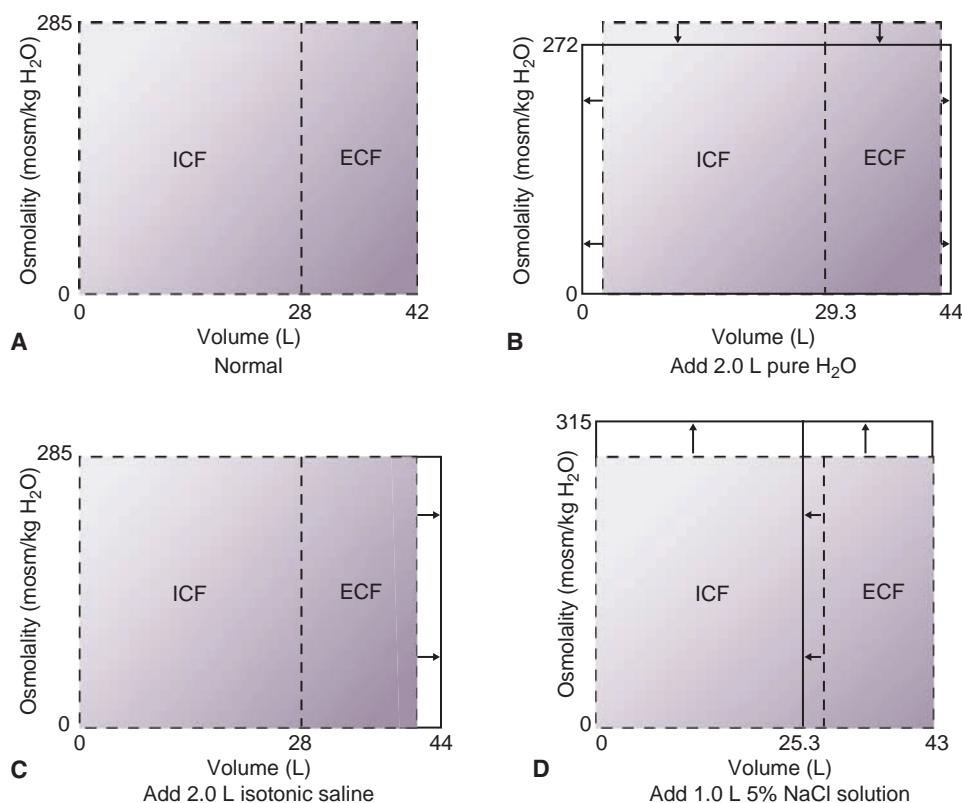 285
Osmolality (mosm/kg H₂O)
ICF
ECF
0
0
28
42
Volume (L)
A
Normal
272
Osmolality (mosm/kg H₂O)
ICF
ECF
0
0
29.3
44
Volume (L)
B
Add 2.0 L pure H₂O
285
Osmolality (mosm/kg H₂O)
ICF
ECF
0
0
28
44
Volume (L)
C
Add 2.0 L isotonic saline
315
Osmolality (mosm/kg H₂O)
ICF
ECF
0
0
25.3
43
Volume (L)
D
Add 1.0 L 5% NaCl solution